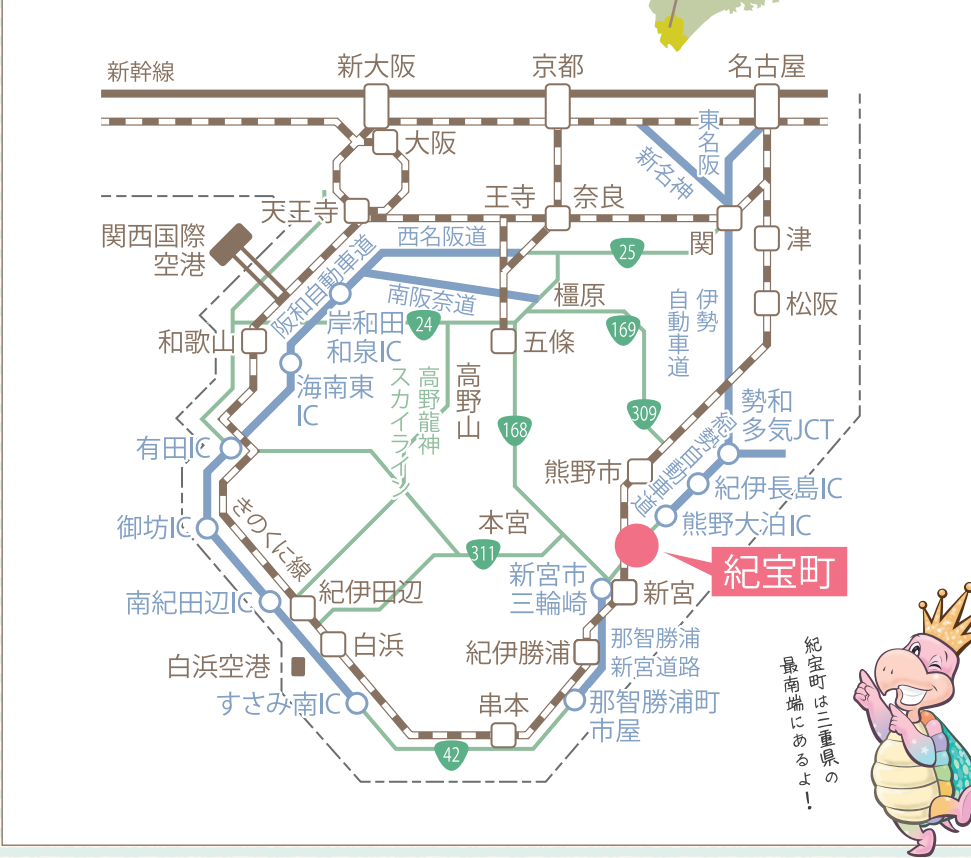 新幹線
新大阪
京都
名古屋
大阪
東名阪
新名神
天王寺
王寺
奈良
関
津
関西国際
空港
西名阪道
25
阪和自動車道
南阪奈道
橿原
伊勢
自動車道
松阪
和歌山
岸和田
和泉IC
24
五條
169
海南東
IC
高野龍神
スカイライン
高野山
168
309
勢和
多気JCT
紀勢自動車道
有田IC
熊野市
紀伊長島IC
御坊IC
きのくに線
本宮
熊野大泊IC
311
紀宝町
南紀田辺IC
紀伊田辺
新宮市
三輪崎
新宮
白浜
紀伊勝浦
那智勝浦
新宮道路
白浜空港
すさみ南IC
串本
那智勝浦町
市屋
42
紀宝町は三重県の
最南端にあるよ！